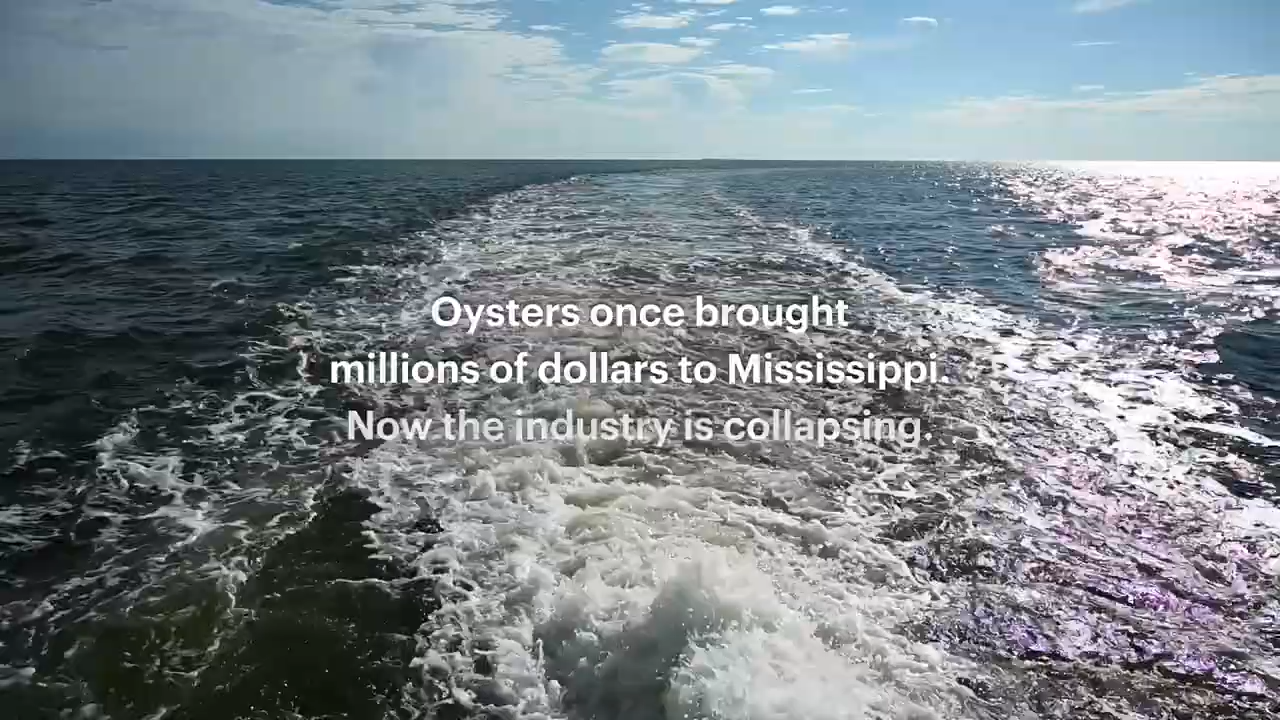 Oysters once brought
millions of dollars to Mississippi.
Now the industry is collapsing.